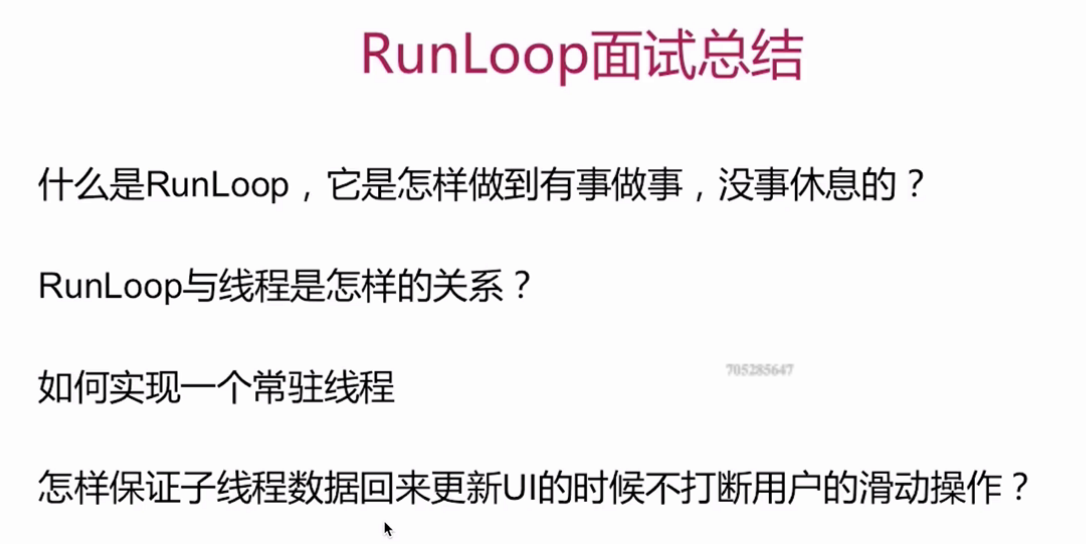 RunLoop面试总结
什么是RunLoop，它是怎样做到有事做事，没事休息的？
RunLoop与线程是怎样的关系？
705285647
如何实现一个常驻线程
怎样保证子线程数据回来更新UI的时候不打断用户的滑动操作？